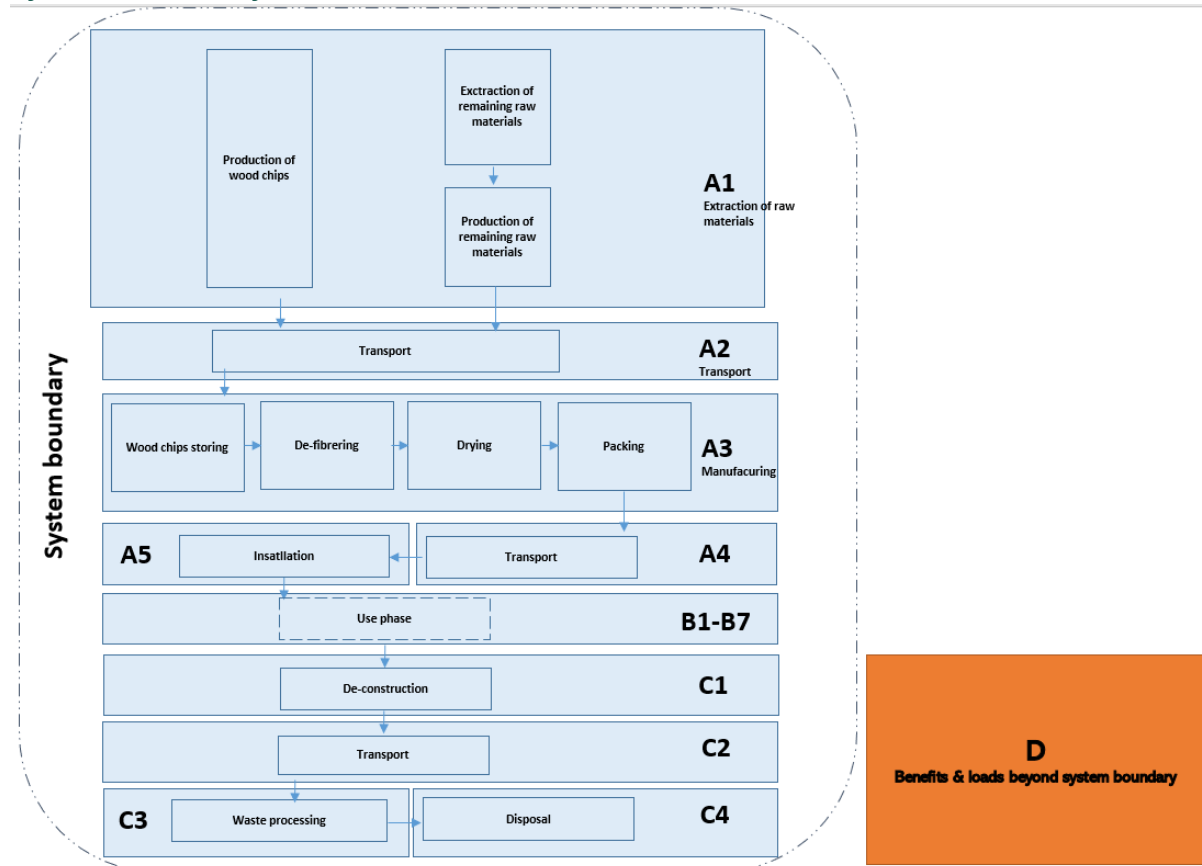 Production of
wood chips
Exctraction of
remaining raw
materials
Production of
remaining raw
materials
A1
Extraction of raw
materials
System boundary
Transport
A2
Transport
Wood chips storing
De-fibrering
Drying
Packing
A3
Manufacuring
A5
Insatllation
Transport
A4
Use phase
B1-B7
De-construction
C1
Transport
C2
C3
Waste processing
Disposal
C4
D
Benefits & loads beyond system boundary